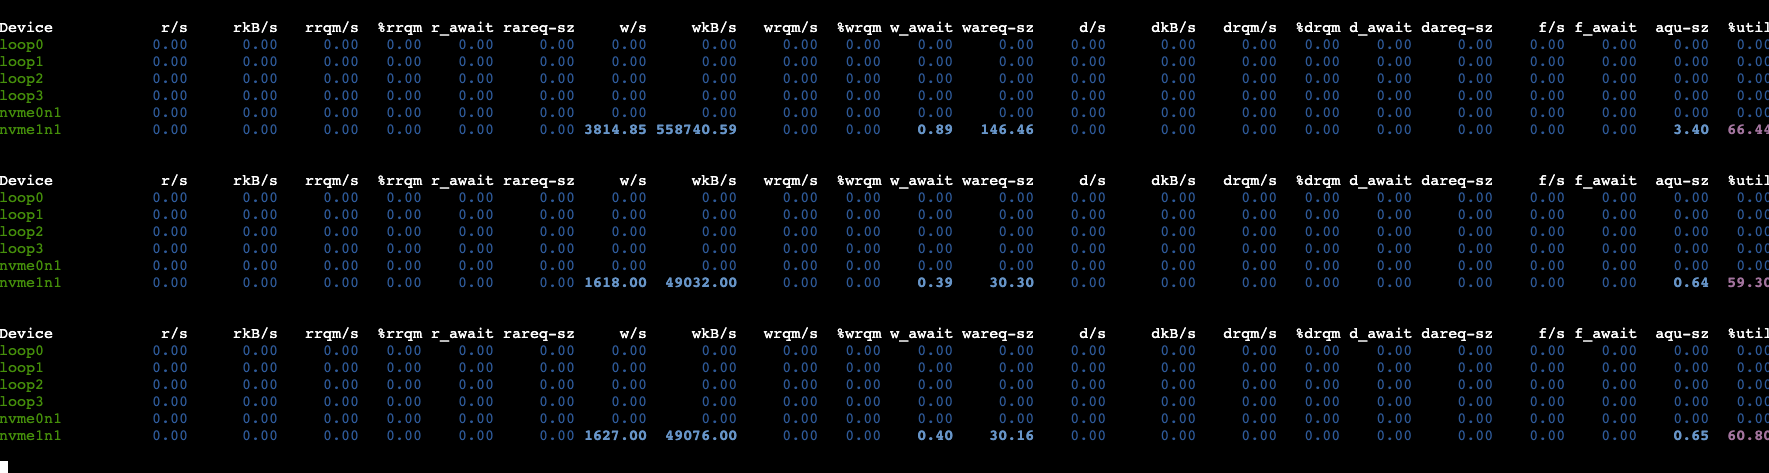 Device r/s rkB/s rrqm/s %rrqm r_await rareq-sz w/s wkB/s wrqm/s %wrqm w_await wareq-sz d/s dkB/s drqm/s %drqm d_await dareq-sz f/s f_await aqu-sz %util
loop0 0.00 0.00 0.00 0.00 0.00 0.00 0.00 0.00 0.00 0.00 0.00 0.00 0.00 0.00 0.00 0.00 0.00 0.00 0.00 0.00 0.00 0.00
loop1 0.00 0.00 0.00 0.00 0.00 0.00 0.00 0.00 0.00 0.00 0.00 0.00 0.00 0.00 0.00 0.00 0.00 0.00 0.00 0.00 0.00 0.00
loop2 0.00 0.00 0.00 0.00 0.00 0.00 0.00 0.00 0.00 0.00 0.00 0.00 0.00 0.00 0.00 0.00 0.00 0.00 0.00 0.00 0.00 0.00
loop3 0.00 0.00 0.00 0.00 0.00 0.00 0.00 0.00 0.00 0.00 0.00 0.00 0.00 0.00 0.00 0.00 0.00 0.00 0.00 0.00 0.00 0.00
nvme0n1 0.00 0.00 0.00 0.00 0.00 0.00 0.00 0.00 0.00 0.00 0.00 0.00 0.00 0.00 0.00 0.00 0.00 0.00 0.00 0.00 0.00 0.00
nvme1n1 0.00 0.00 0.00 0.00 0.00 0.00 3814.85 558740.59 0.00 0.00 0.89 146.46 0.00 0.00 0.00 0.00 0.00 0.00 0.00 0.00 3.40 66.44
Device r/s rkB/s rrqm/s %rrqm r_await rareq-sz w/s wkB/s wrqm/s %wrqm w_await wareq-sz d/s dkB/s drqm/s %drqm d_await dareq-sz f/s f_await aqu-sz %util
loop0 0.00 0.00 0.00 0.00 0.00 0.00 0.00 0.00 0.00 0.00 0.00 0.00 0.00 0.00 0.00 0.00 0.00 0.00 0.00 0.00 0.00 0.00
loop1 0.00 0.00 0.00 0.00 0.00 0.00 0.00 0.00 0.00 0.00 0.00 0.00 0.00 0.00 0.00 0.00 0.00 0.00 0.00 0.00 0.00 0.00
loop2 0.00 0.00 0.00 0.00 0.00 0.00 0.00 0.00 0.00 0.00 0.00 0.00 0.00 0.00 0.00 0.00 0.00 0.00 0.00 0.00 0.00 0.00
loop3 0.00 0.00 0.00 0.00 0.00 0.00 0.00 0.00 0.00 0.00 0.00 0.00 0.00 0.00 0.00 0.00 0.00 0.00 0.00 0.00 0.00 0.00
nvme0n1 0.00 0.00 0.00 0.00 0.00 0.00 0.00 0.00 0.00 0.00 0.00 0.00 0.00 0.00 0.00 0.00 0.00 0.00 0.00 0.00 0.00 0.00
nvme1n1 0.00 0.00 0.00 0.00 0.00 0.00 1618.00 49032.00 0.00 0.00 0.39 30.30 0.00 0.00 0.00 0.00 0.00 0.00 0.00 0.00 0.64 59.30
Device r/s rkB/s rrqm/s %rrqm r_await rareq-sz w/s wkB/s wrqm/s %wrqm w_await wareq-sz d/s dkB/s drqm/s %drqm d_await dareq-sz f/s f_await aqu-sz %util
loop0 0.00 0.00 0.00 0.00 0.00 0.00 0.00 0.00 0.00 0.00 0.00 0.00 0.00 0.00 0.00 0.00 0.00 0.00 0.00 0.00 0.00 0.00
loop1 0.00 0.00 0.00 0.00 0.00 0.00 0.00 0.00 0.00 0.00 0.00 0.00 0.00 0.00 0.00 0.00 0.00 0.00 0.00 0.00 0.00 0.00
loop2 0.00 0.00 0.00 0.00 0.00 0.00 0.00 0.00 0.00 0.00 0.00 0.00 0.00 0.00 0.00 0.00 0.00 0.00 0.00 0.00 0.00 0.00
loop3 0.00 0.00 0.00 0.00 0.00 0.00 0.00 0.00 0.00 0.00 0.00 0.00 0.00 0.00 0.00 0.00 0.00 0.00 0.00 0.00 0.00 0.00
nvme0n1 0.00 0.00 0.00 0.00 0.00 0.00 0.00 0.00 0.00 0.00 0.00 0.00 0.00 0.00 0.00 0.00 0.00 0.00 0.00 0.00 0.00 0.00
nvme1n1 0.00 0.00 0.00 0.00 0.00 0.00 1627.00 49076.00 0.00 0.00 0.40 30.16 0.00 0.00 0.00 0.00 0.00 0.00 0.00 0.00 0.65 60.80